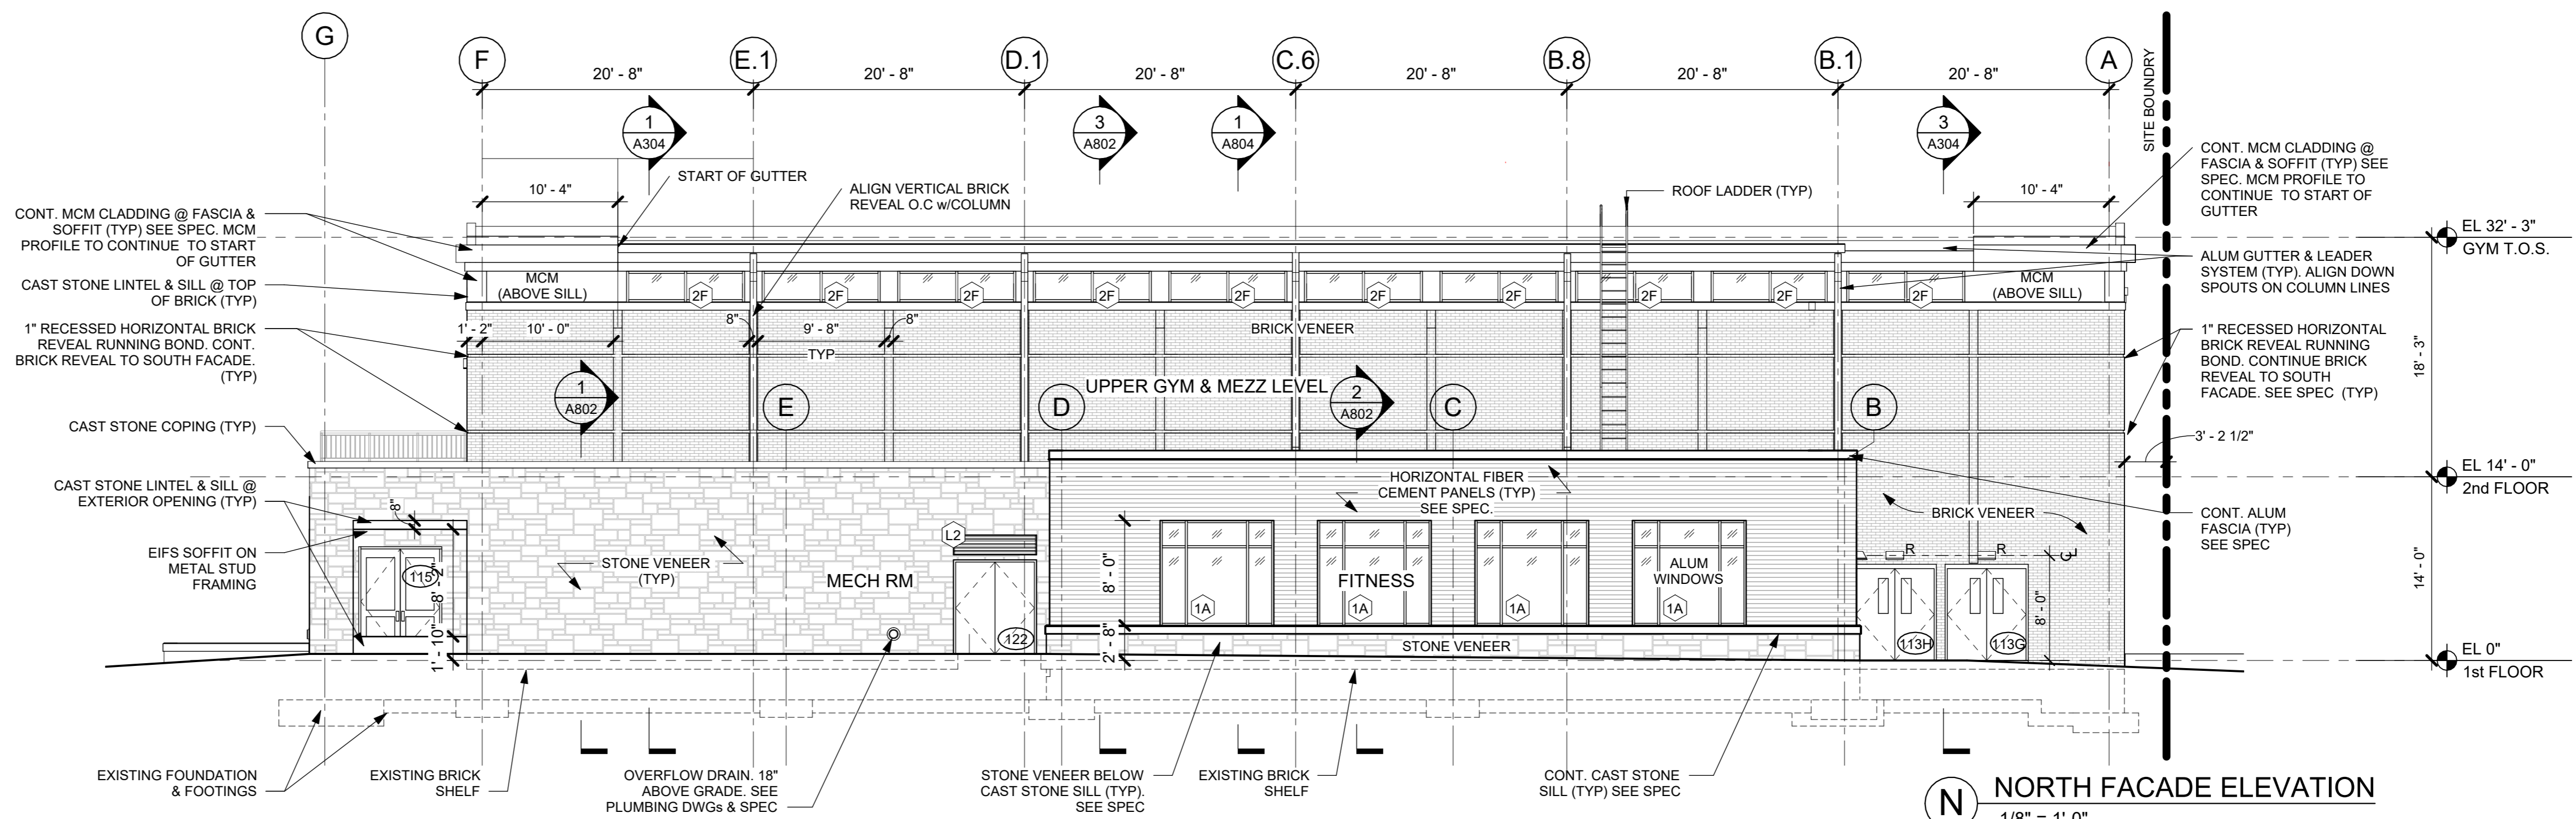 G
F
E.1
D.1
C.6
B.8
B.1
A
20' - 8"
20' - 8"
20' - 8"
20' - 8"
20' - 8"
20' - 8"
SITE BOUNDRY
1
A304
3
A802
1
A804
3
A304
10' - 4"
START OF GUTTER
ALIGN VERTICAL BRICK
REVEAL O.C w/COLUMN
ROOF LADDER (TYP)
10' - 4"
CONT. MCM CLADDING @
FASCIA & SOFFIT (TYP) SEE
SPEC. MCM PROFILE TO
CONTINUE TO START OF
GUTTER
CONT. MCM CLADDING @ FASCIA &
SOFFIT (TYP) SEE SPEC. MCM
PROFILE TO CONTINUE TO START
OF GUTTER
EL 32' - 3"
GYM T.O.S.
CAST STONE LINTEL & SILL @ TOP
OF BRICK (TYP)
MCM
(ABOVE SILL)
2F
2F
2F
2F
2F
2F
2F
2F
2F
2F
MCM
(ABOVE SILL)
ALUM GUTTER & LEADER
SYSTEM (TYP). ALIGN DOWN
SPOUTS ON COLUMN LINES
1" RECESSED HORIZONTAL BRICK
REVEAL RUNNING BOND. CONT.
BRICK REVEAL TO SOUTH FACADE.
(TYP)
1' - 2"
10' - 0"
8"
9' - 8"
8"
TYP
BRICK VENEER
1" RECESSED HORIZONTAL
BRICK REVEAL RUNNING
BOND. CONTINUE BRICK
REVEAL TO SOUTH
FACADE. SEE SPEC (TYP)
18' - 3"
1
A802
E
D
UPPER GYM & MEZZ LEVEL
2
A802
C
B
CAST STONE COPING (TYP)
3' - 2 1/2"
EL 14' - 0"
2nd FLOOR
CAST STONE LINTEL & SILL @
EXTERIOR OPENING (TYP)
8"
HORIZONTAL FIBER
CEMENT PANELS (TYP)
SEE SPEC.
BRICK VENEER
CONT. ALUM
FASCIA (TYP)
SEE SPEC
EIFS SOFFIT ON
METAL STUD
FRAMING
115
8' - 2"
1' - 10"
STONE VENEER
(TYP)
L2
MECH RM
122
8' - 0"
2' - 8"
FITNESS
ALUM
WINDOWS
1A
1A
1A
1A
R
R
CL
8' - 0"
113H
113G
14' - 0"
STONE VENEER
EL 0"
1st FLOOR
EXISTING FOUNDATION
& FOOTINGS
EXISTING BRICK
SHELF
OVERFLOW DRAIN. 18"
ABOVE GRADE. SEE
PLUMBING DWGs & SPEC
STONE VENEER BELOW
CAST STONE SILL (TYP).
SEE SPEC
EXISTING BRICK
SHELF
CONT. CAST STONE
SILL (TYP) SEE SPEC
N
NORTH FACADE ELEVATION
1/8" = 1'-0"